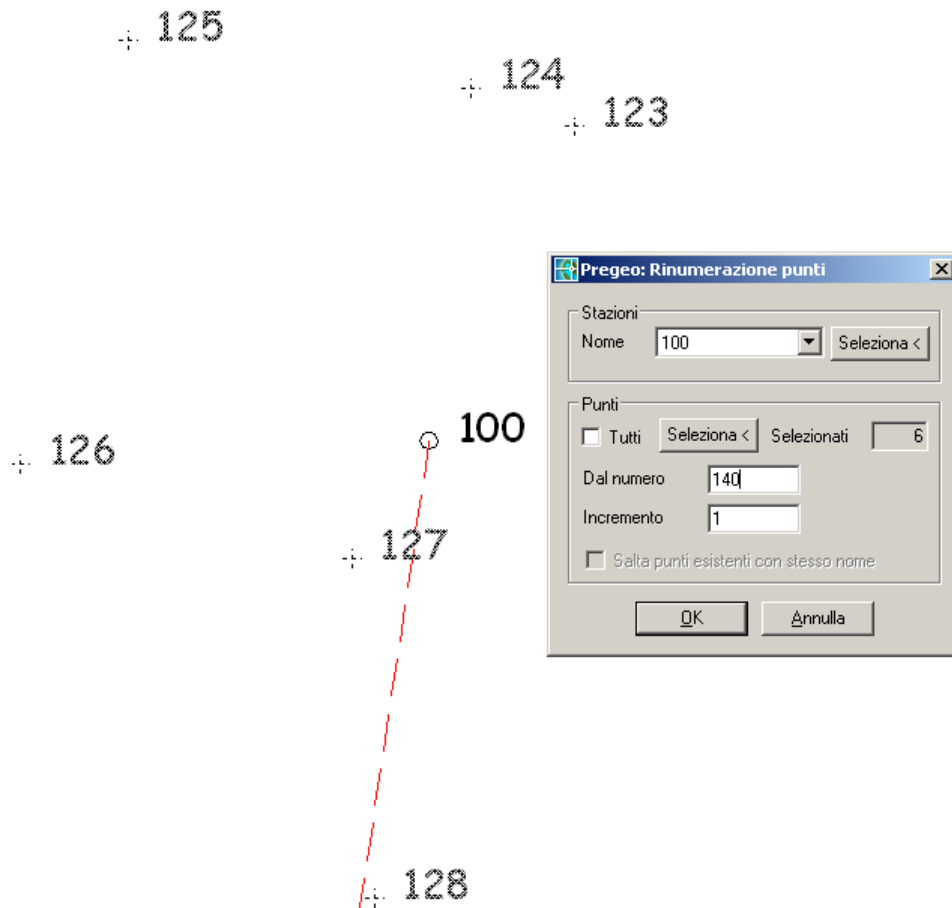 125
124
123
Pregeo: Rinumerazione punti
Stazioni
Nome 100 Seleziona <
Punti
Tutti Seleziona < Selezionati 6
Dal numero 140
Incremento 1
Salta punti esistenti con stesso nome
OK Annulla
100
126
127
128